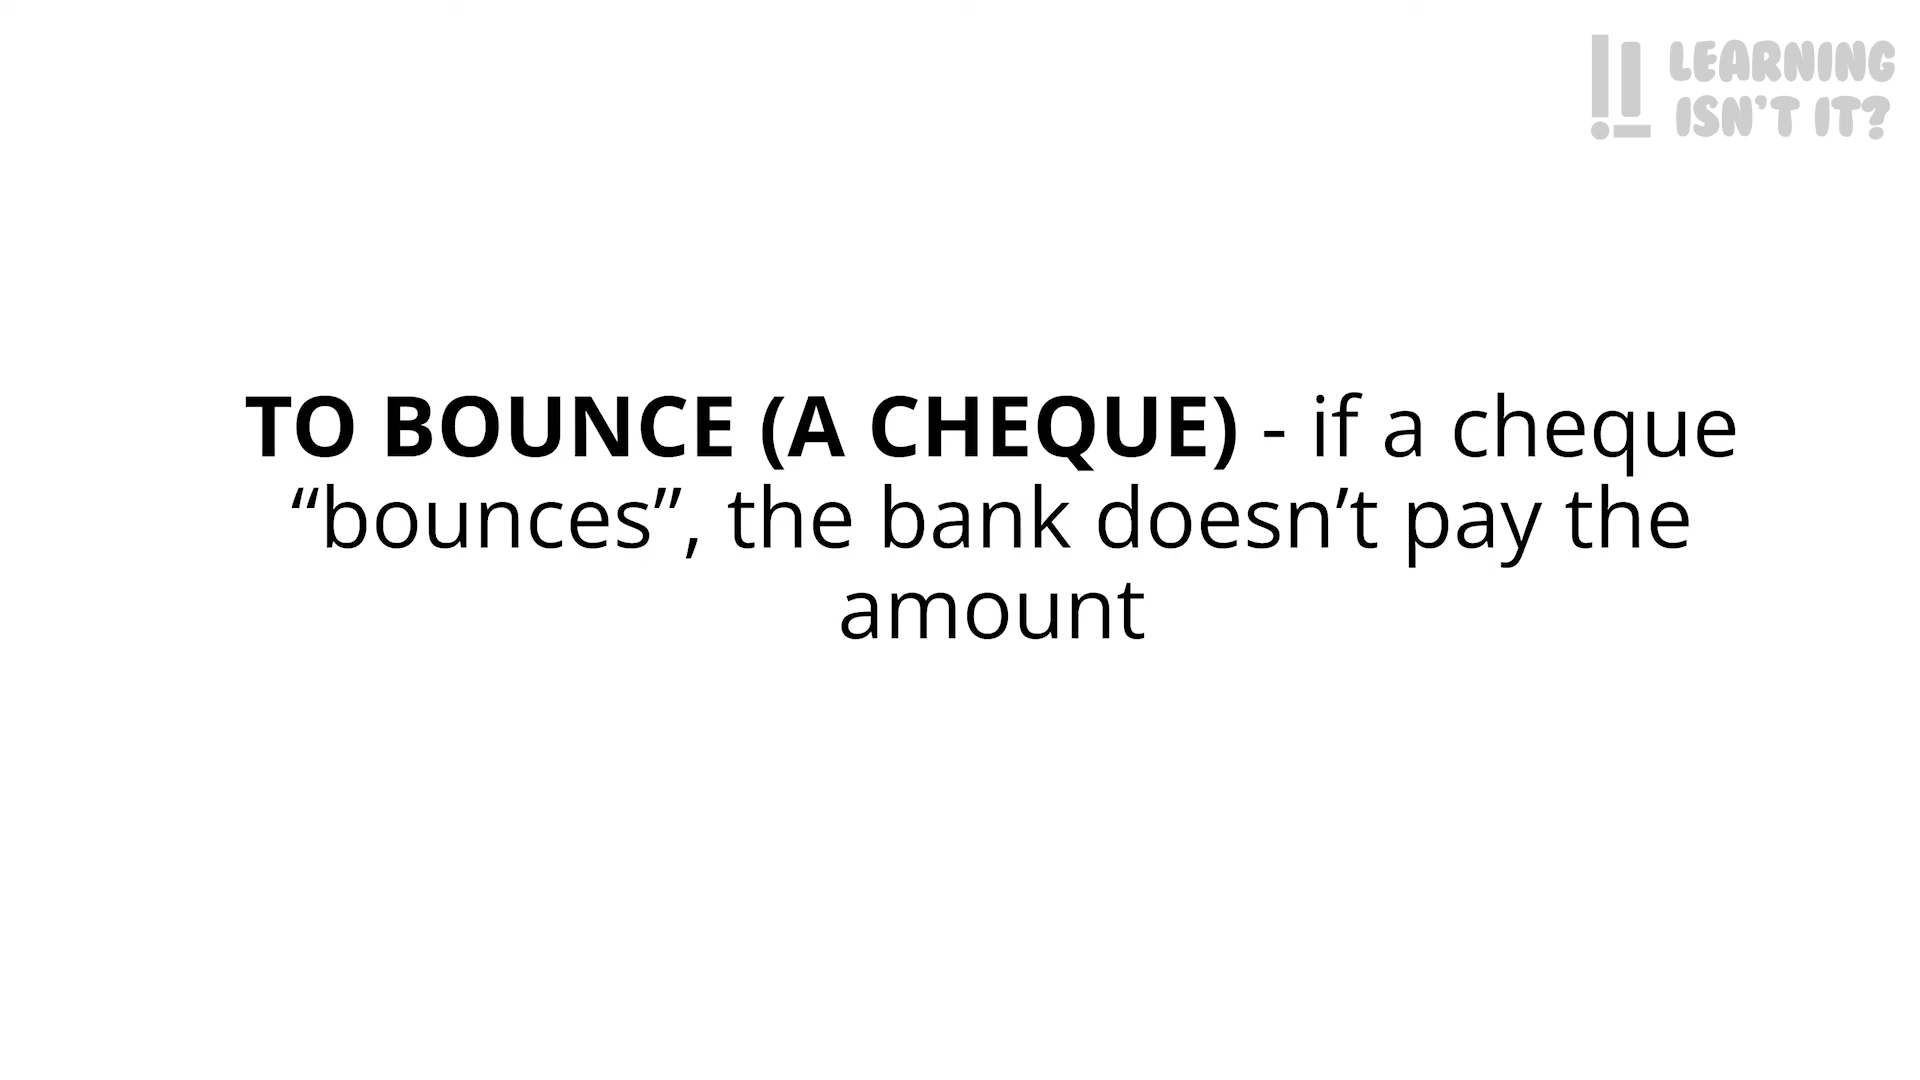 LEARNING
ISN'T IT?
TO BOUNCE (A CHEQUE) - if a cheque
“bounces”, the bank doesn’t pay the
amount